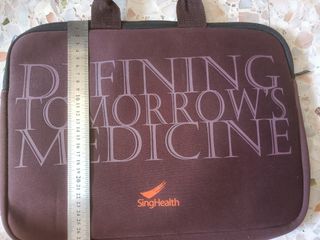 DEFINING
TOMORROW'S
MEDICINE
SingHealth